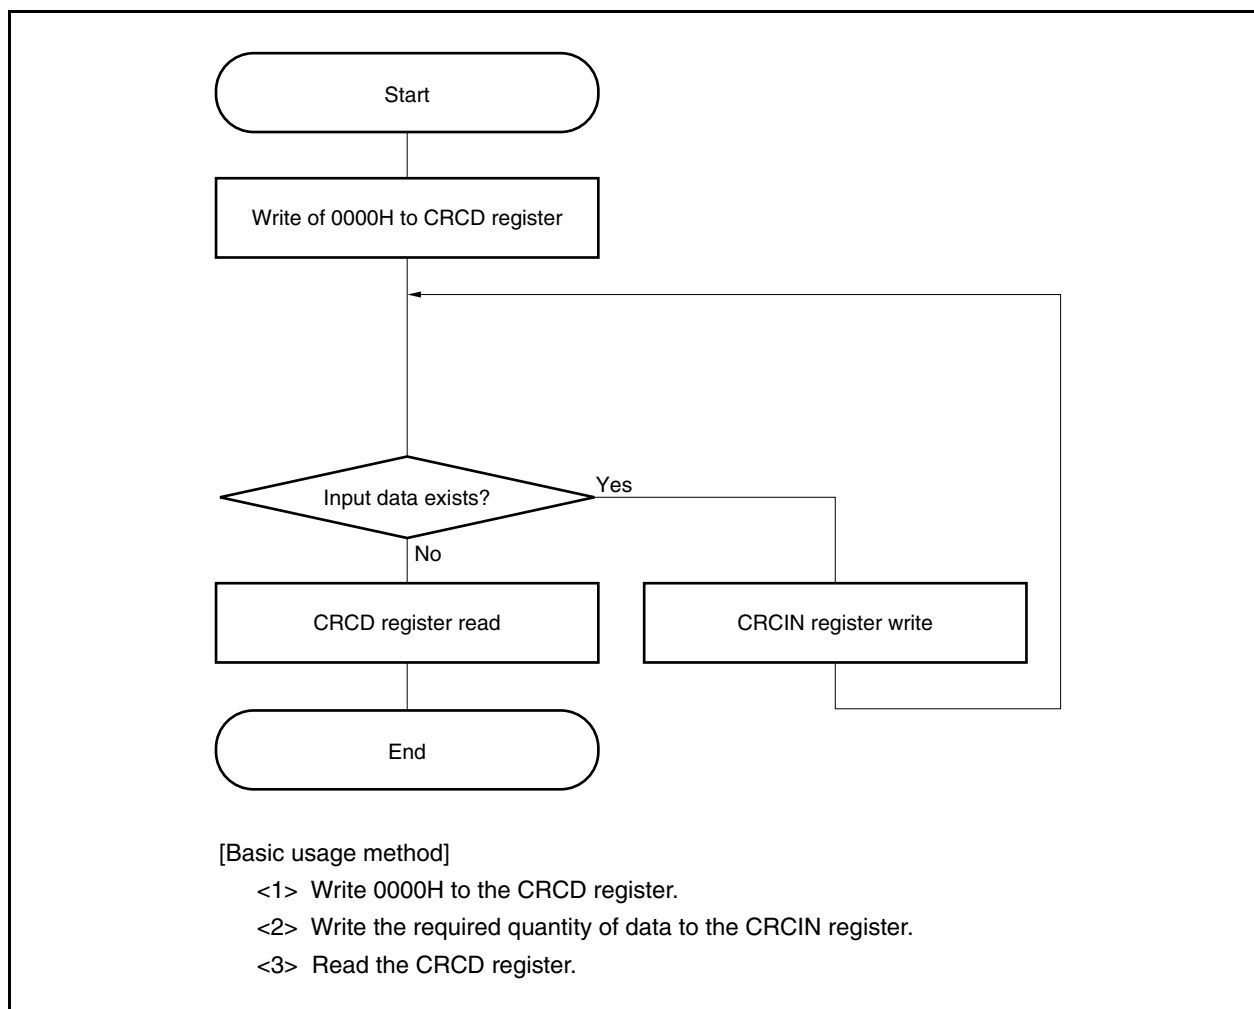 Start
Write of 0000H to CRCD register
Input data exists?
Yes
No
CRCD register read
CRCIN register write
End
[Basic usage method]
<1> Write 0000H to the CRCD register.
<2> Write the required quantity of data to the CRCIN register.
<3> Read the CRCD register.